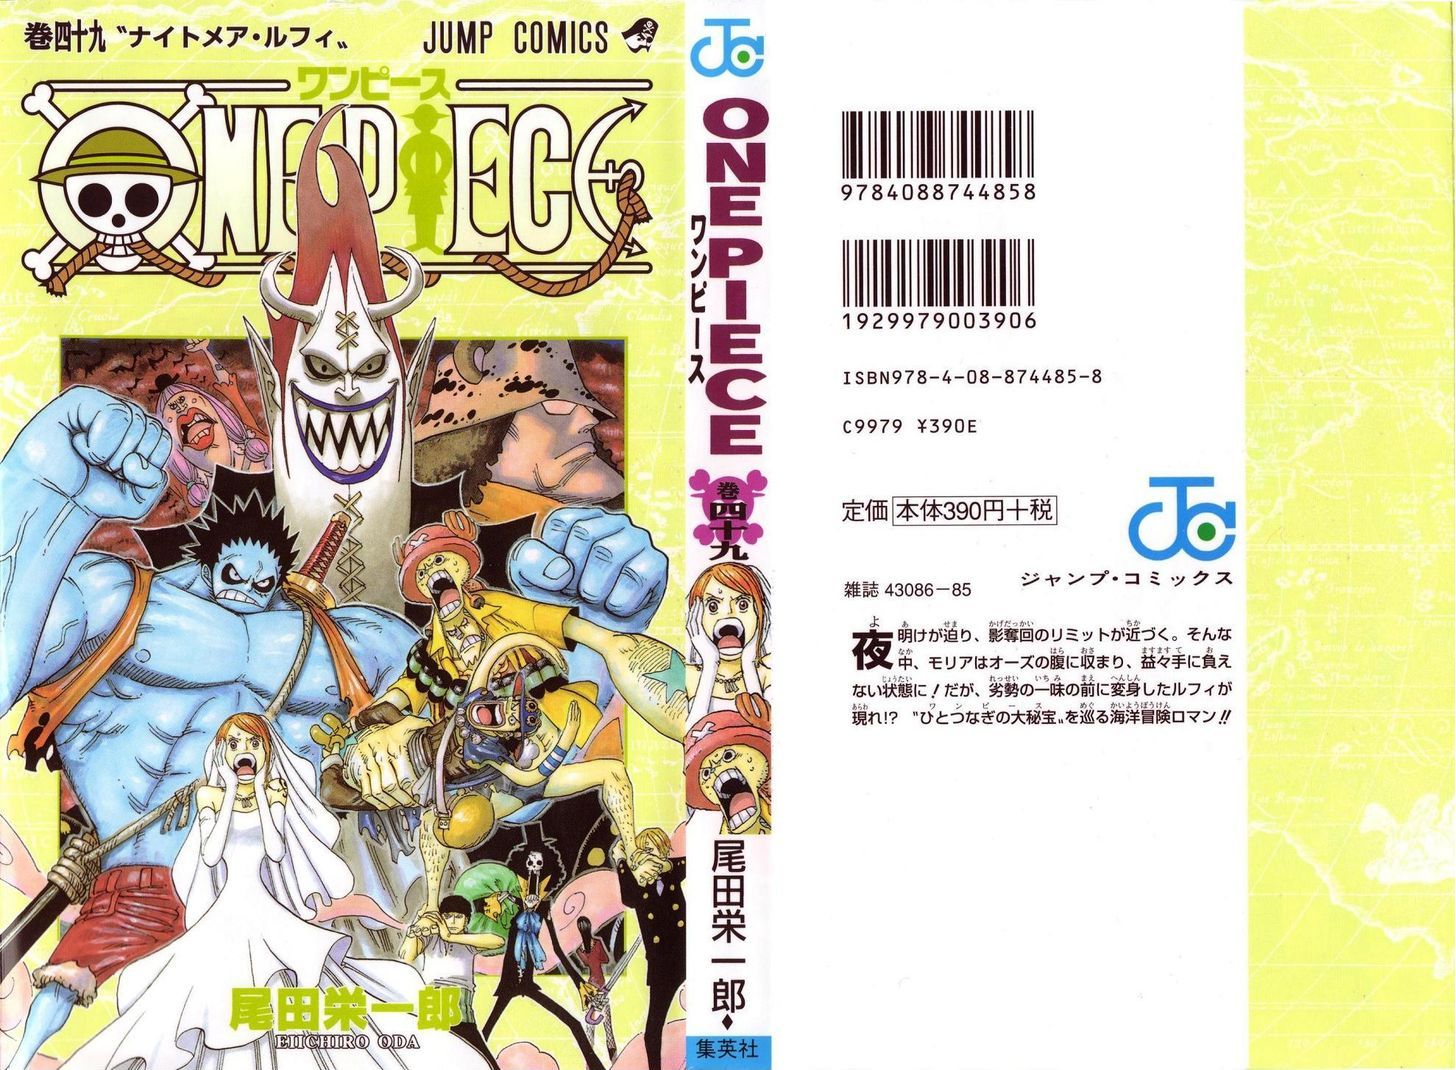 巻四十九〝ナイトメア・ルフィ〟
JUMP COMICS
ワンピース
ONE PIECE
尾田栄一郎
EIICHIRO ODA
JC
ONE PIECE
ワンピース
巻四十九
尾田栄一郎
集英社
9784088744858
1929979003906
ISBN978-4-08-874485-8
C9979 ¥390E
定価 本体390円+税
JC
ジャンプ・コミックス
雑誌 43086-85
夜明けが迫り、影奪回のリミットが近づく。そんな
中、モリアはオーズの腹に収まり、益々手に負え
ない状態に!だが、劣勢の一味の前に変身したルフィが
現れ!? 〝ひとつなぎの大秘宝〟を巡る海洋冒険ロマン!!